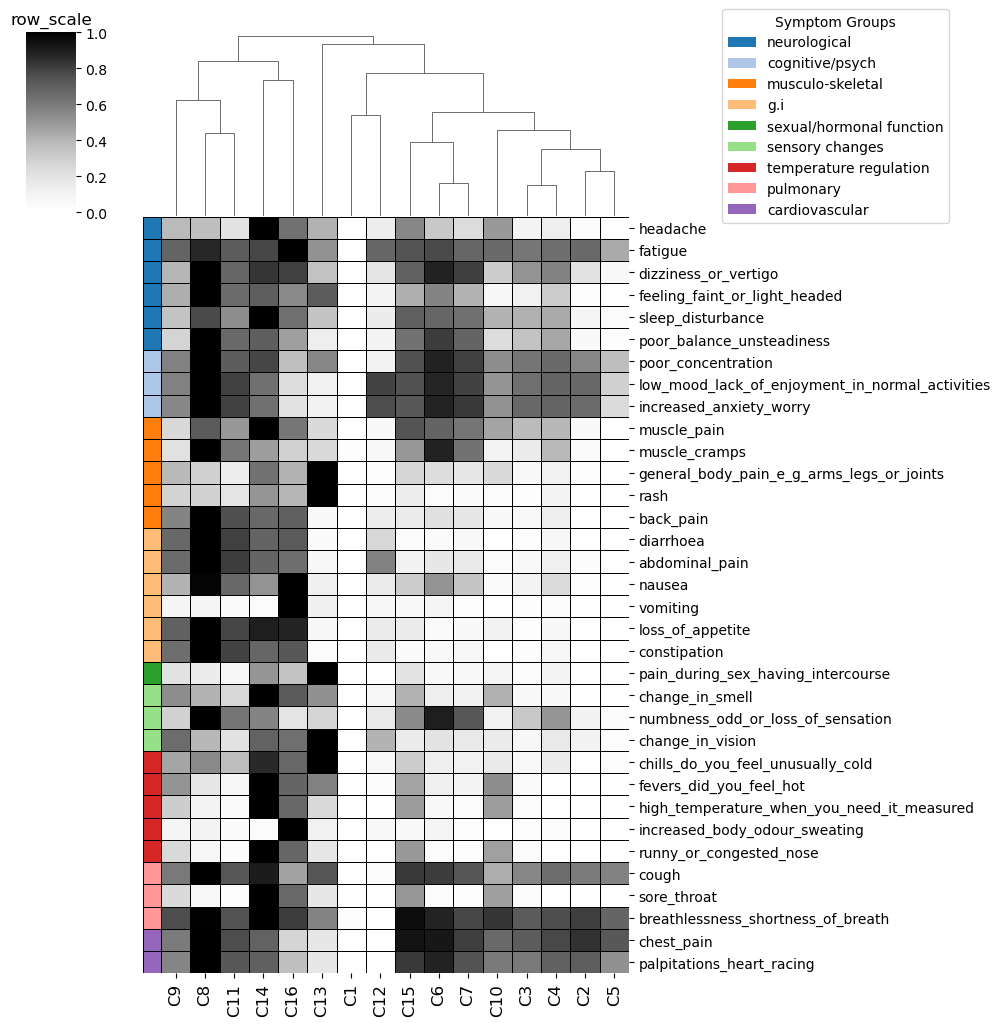 row_scale
1.0
0.8
0.6
0.4
0.2
0.0
Symptom Groups
neurological
cognitive/psych
musculo-skeletal
g.i
sexual/hormonal function
sensory changes
temperature regulation
pulmonary
cardiovascular
headache
fatigue
dizziness_or_vertigo
feeling_faint_or_light_headed
sleep_disturbance
poor_balance_unsteadiness
poor_concentration
low_mood_lack_of_enjoyment_in_normal_activities
increased_anxiety_worry
muscle_pain
muscle_cramps
general_body_pain_e_g_arms_legs_or_joints
rash
back_pain
diarrhoea
abdominal_pain
nausea
vomiting
loss_of_appetite
constipation
pain_during_sex_having_intercourse
change_in_smell
numbness_odd_or_loss_of_sensation
change_in_vision
chills_do_you_feel_unusually_cold
fevers_did_you_feel_hot
high_temperature_when_you_need_it_measured
increased_body_odour_sweating
runny_or_congested_nose
cough
sore_throat
breathlessness_shortness_of_breath
chest_pain
palpitations_heart_racing
C9 C8 C11 C14 C16 C13 C1 C12 C15 C6 C7 C10 C3 C4 C2 C5